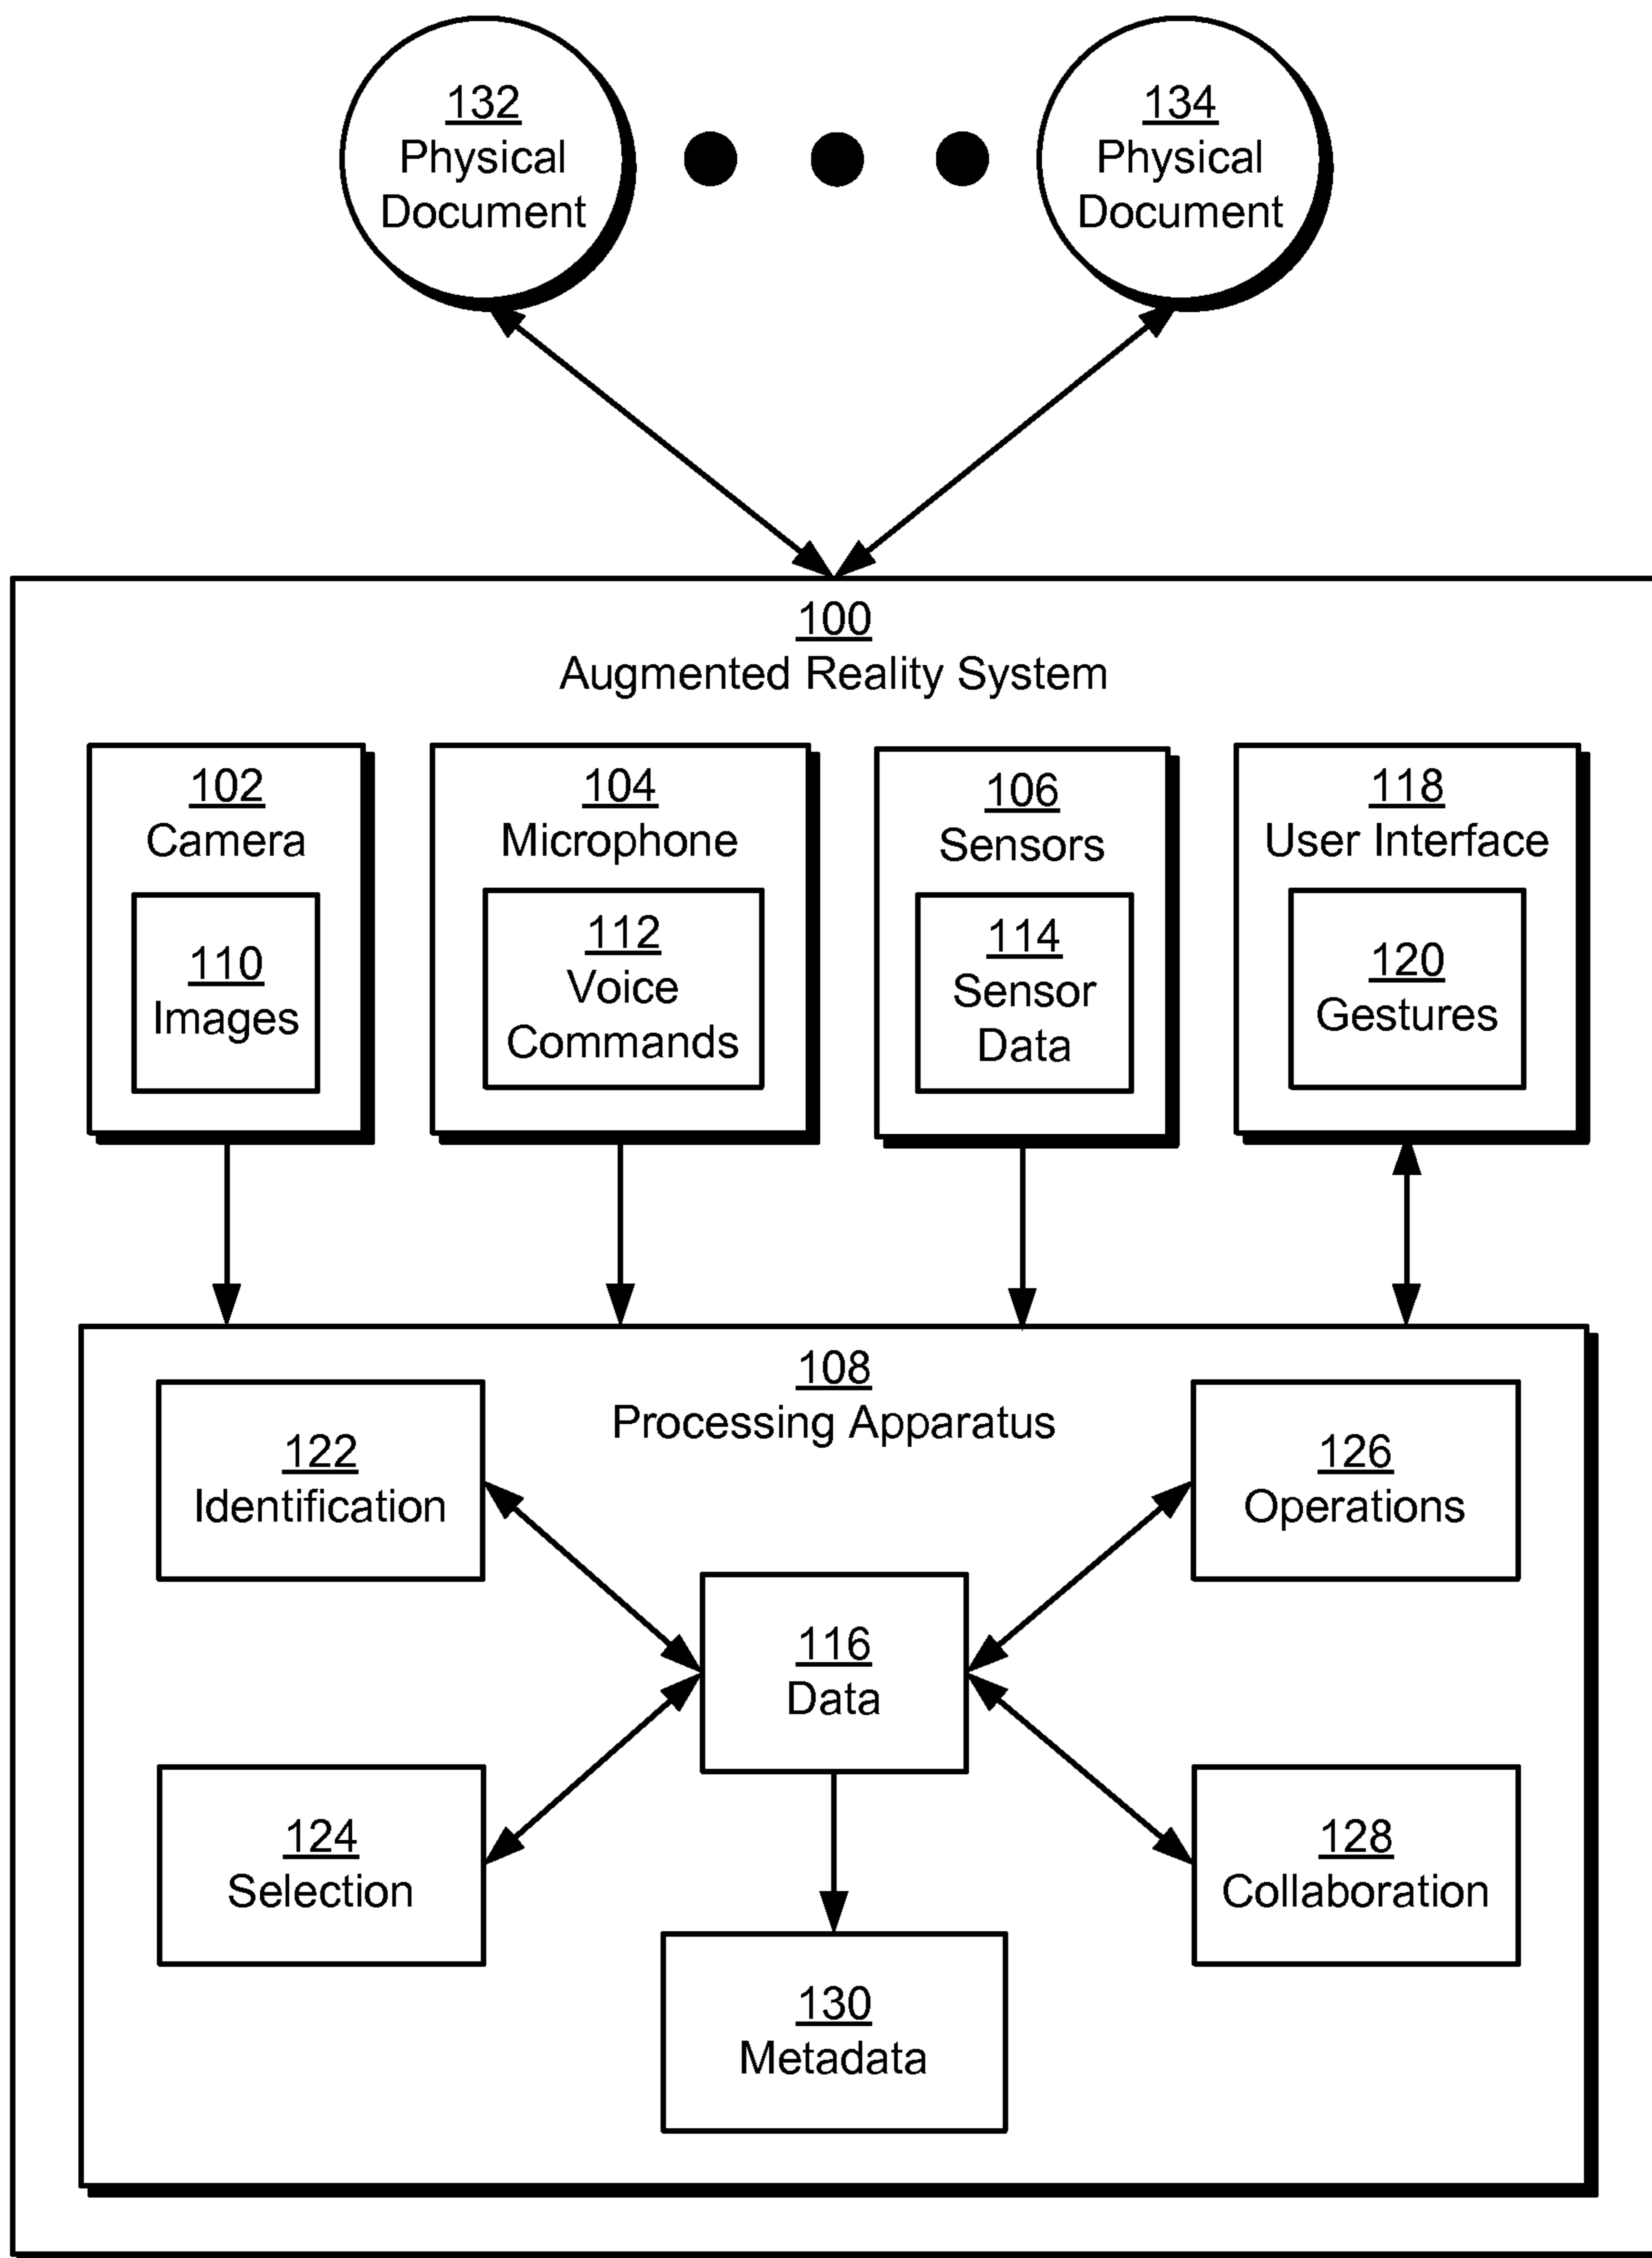 132
Physical
Document
134
Physical
Document
100
Augmented Reality System
102
Camera
110
Images
104
Microphone
112
Voice
Commands
106
Sensors
114
Sensor
Data
118
User Interface
120
Gestures
108
Processing Apparatus
122
Identification
126
Operations
116
Data
124
Selection
128
Collaboration
130
Metadata